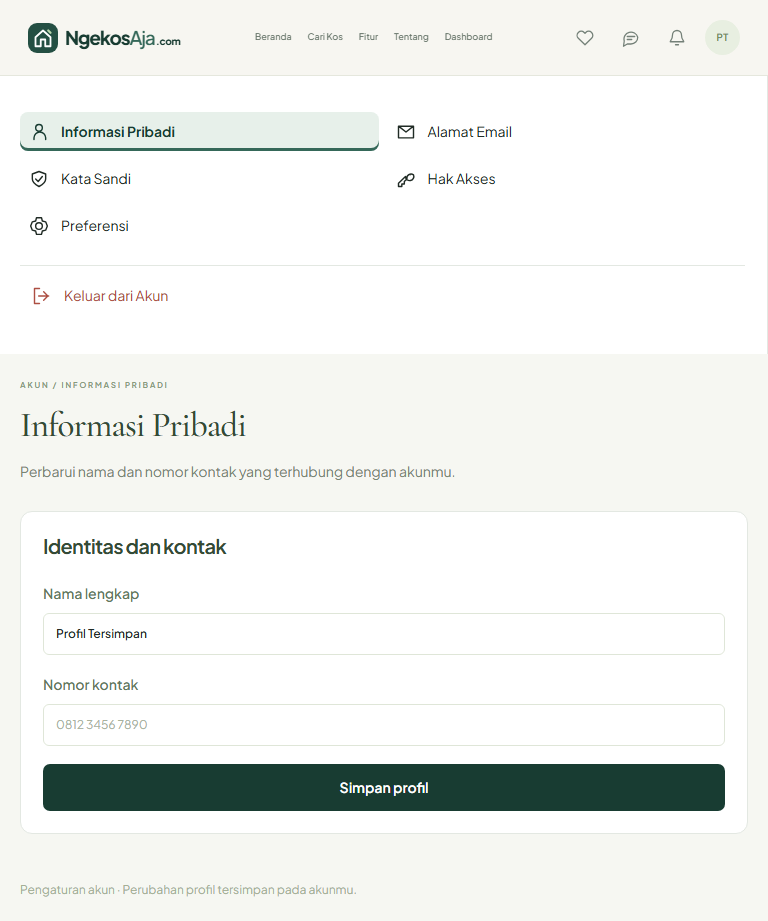 NgekosAja.com
Beranda
Cari Kos
Fitur
Tentang
Dashboard
PT
Informasi Pribadi
Alamat Email
Kata Sandi
Hak Akses
Preferensi
Keluar dari Akun
AKUN / INFORMASI PRIBADI
Informasi Pribadi
Perbarui nama dan nomor kontak yang terhubung dengan akunmu.
Identitas dan kontak
Nama lengkap
Profil Tersimpan
Nomor kontak
0812 3456 7890
Simpan profil
Pengaturan akun · Perubahan profil tersimpan pada akunmu.